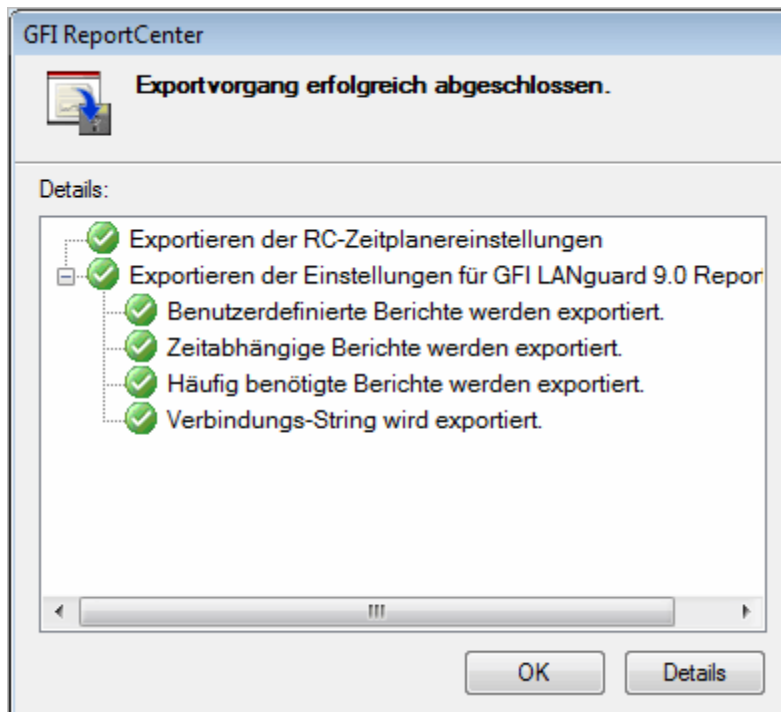 GFI ReportCenter
Exportvorgang erfolgreich abgeschlossen.
Details:
Exportieren der RC-Zeitplanereinstellungen
Exportieren der Einstellungen für GFI LANguard 9.0 Repor
Benutzerdefinierte Berichte werden exportiert.
Zeitabhängige Berichte werden exportiert.
Häufig benötigte Berichte werden exportiert.
Verbindungs-String wird exportiert.
OK
Details